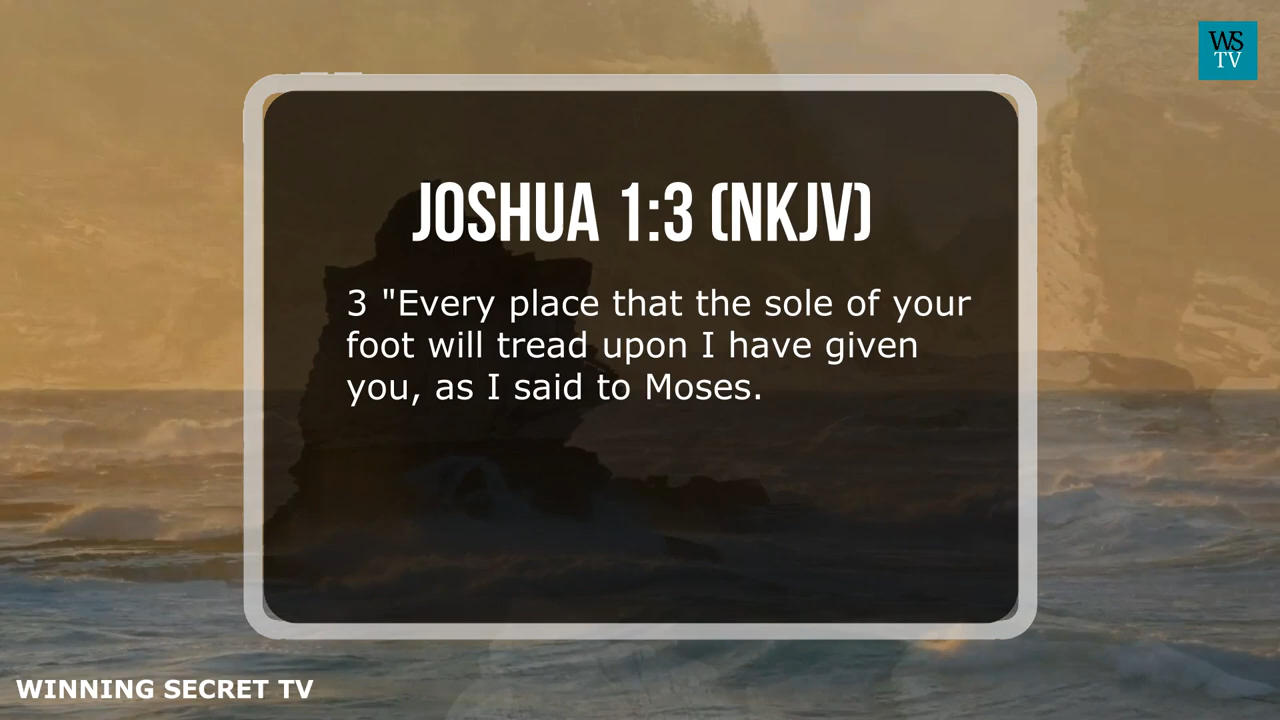 WS
TV
JOSHUA 1:3 (NKJV)
3 "Every place that the sole of your
foot will tread upon I have given
you, as I said to Moses.
WINNING SECRET TV